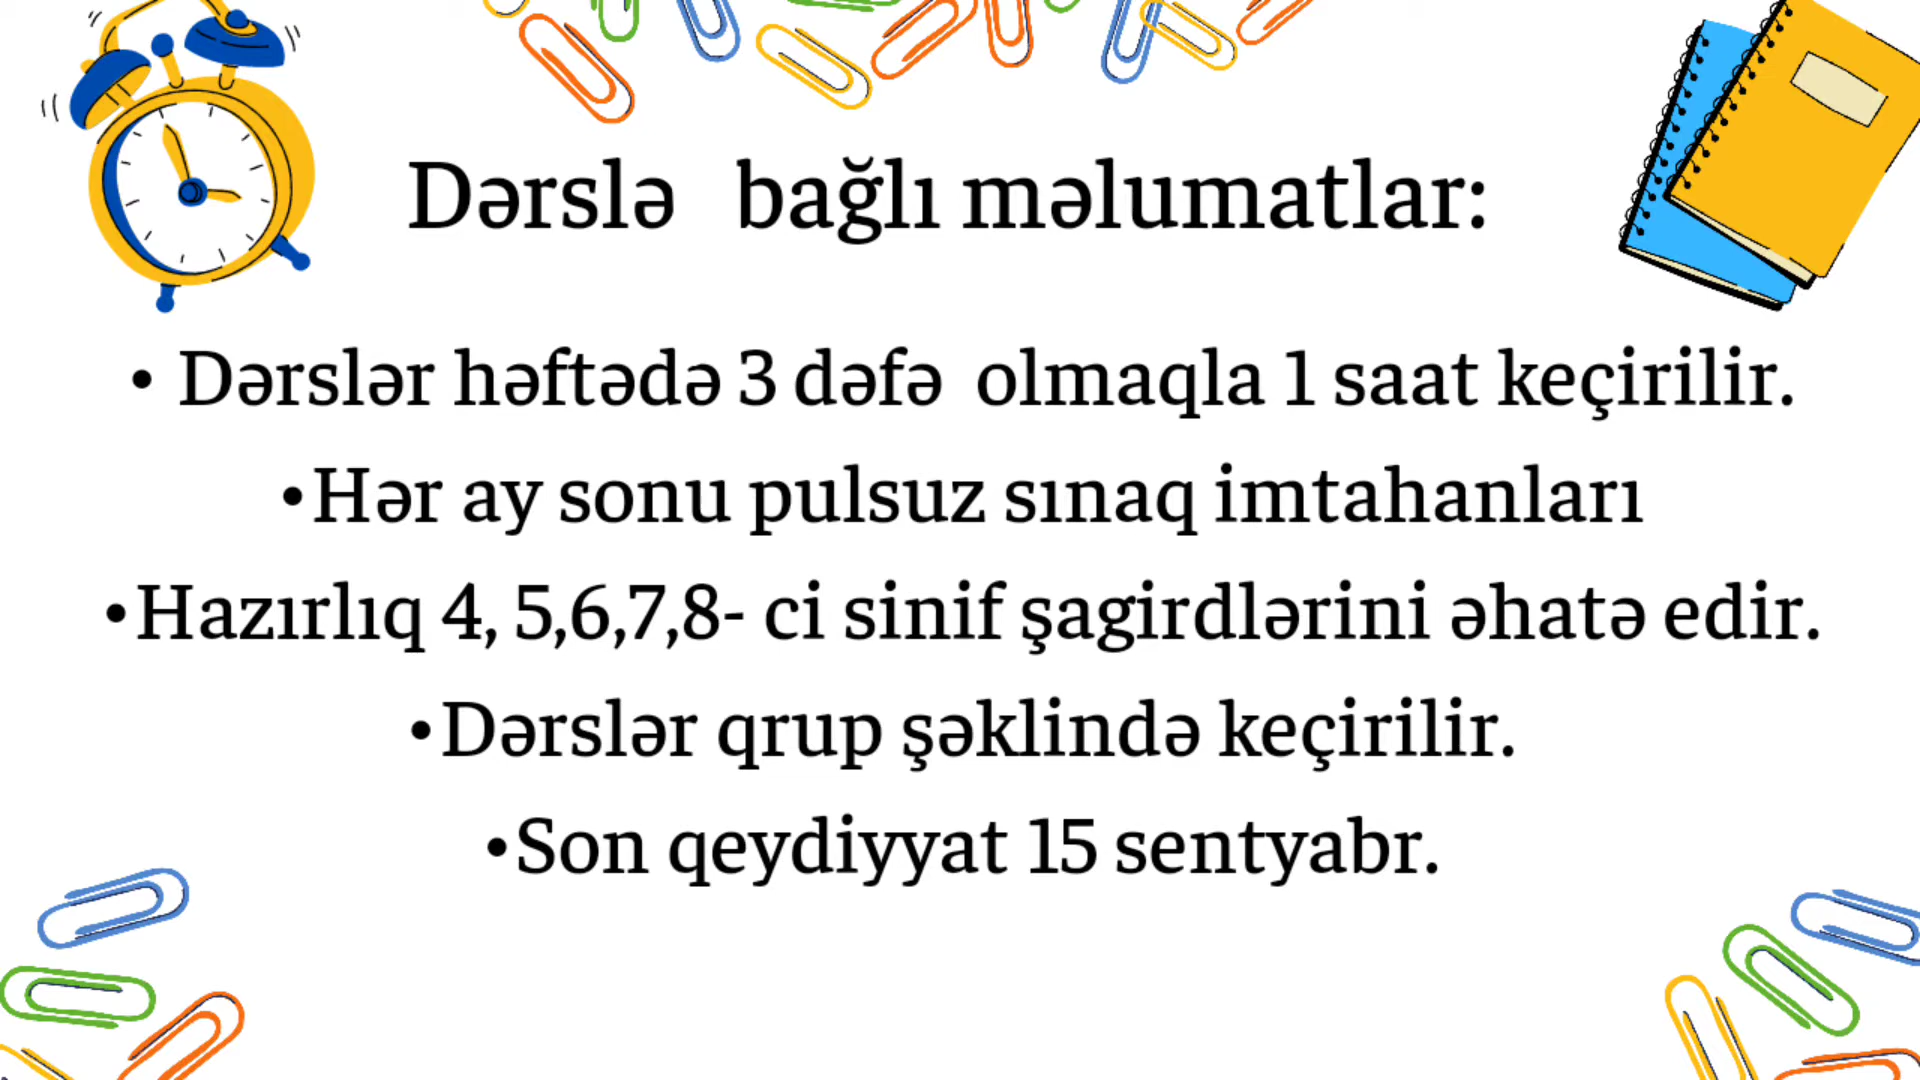 Dərslə bağlı məlumatlar:
• Dərslər həftədə 3 dəfə olmaqla 1 saat keçirilir.
•Hər ay sonu pulsuz sınaq imtahanları
•Hazırlıq 4, 5,6,7,8- ci sinif şagirdlərini əhatə edir.
•Dərslər qrup şəklində keçirilir.
•Son qeydiyyat 15 sentyabr.